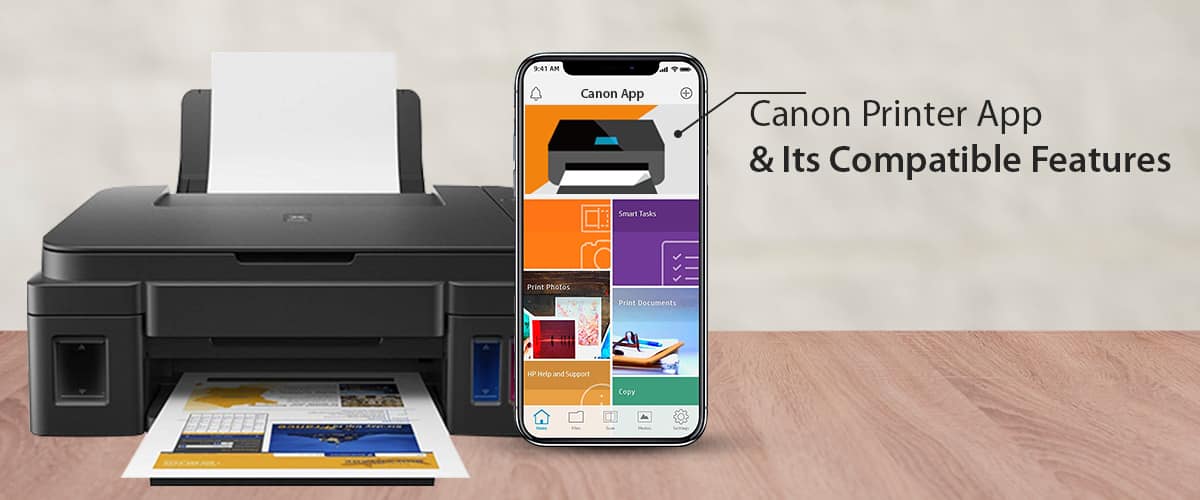 9:41 AM
Canon App
Canon Printer App
& Its Compatible Features
Smart Tasks
Print Photos
Print Documents
HP Help and Support
Copy
Home
Files
Scan
Photos
Settings